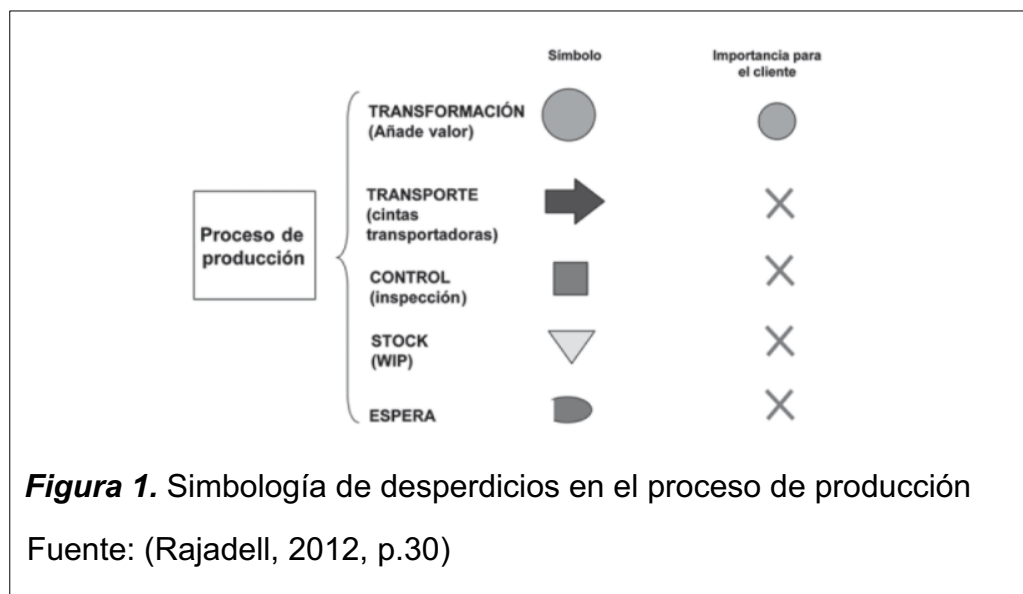 Símbolo
Importancia para
el cliente
TRANSFORMACIÓN
(Añade valor)
TRANSPORTE
(cintas
transportadoras)
Proceso de
producción
CONTROL
(inspección)
STOCK
(WIP)
ESPERA
Figura 1. Simbología de desperdicios en el proceso de producción
Fuente: (Rajadell, 2012, p.30)